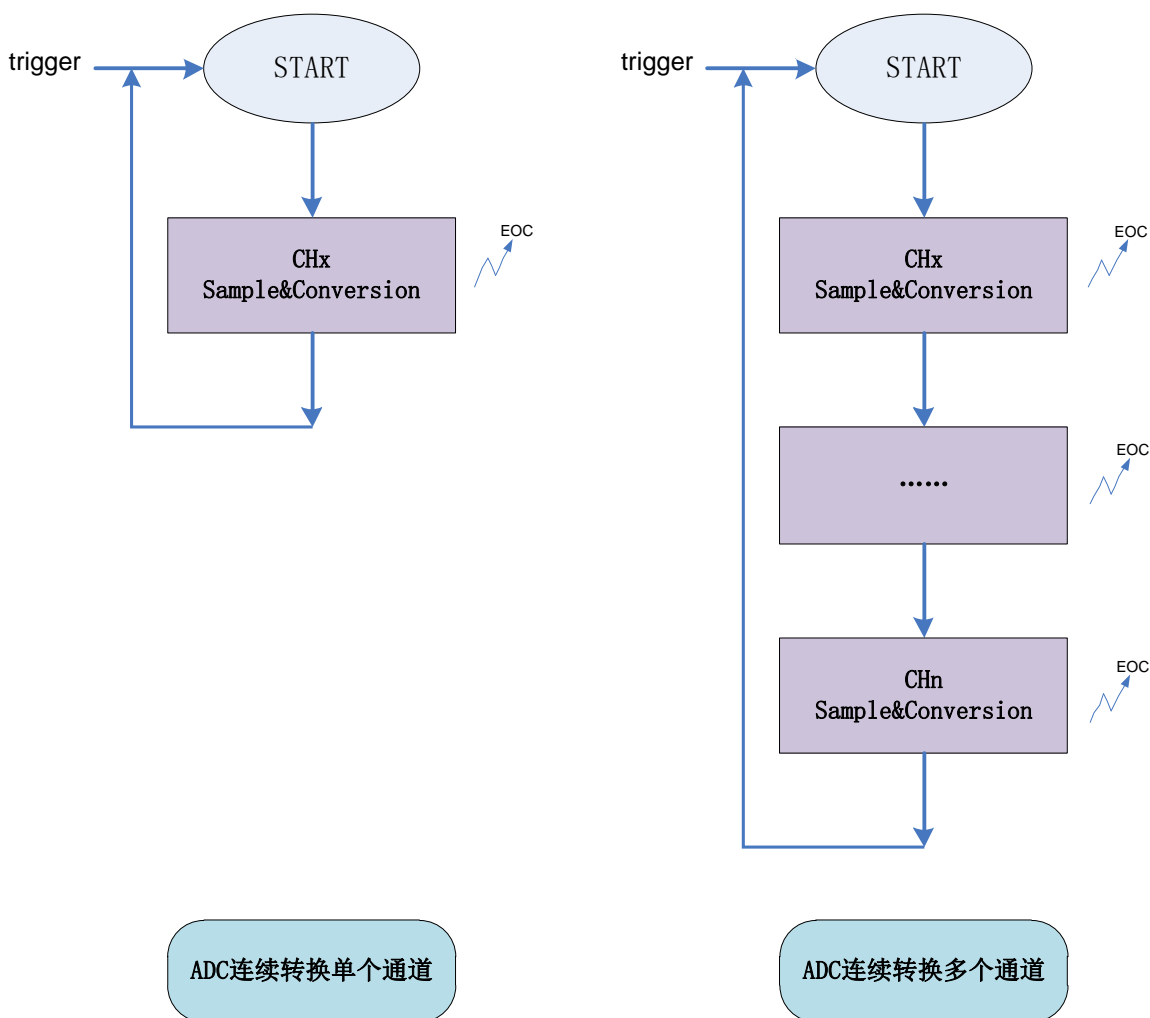 trigger
START
CHx
Sample&Conversion
EOC
ADC连续转换单个通道
trigger
START
CHx
Sample&Conversion
EOC
……
EOC
CHn
Sample&Conversion
EOC
ADC连续转换多个通道